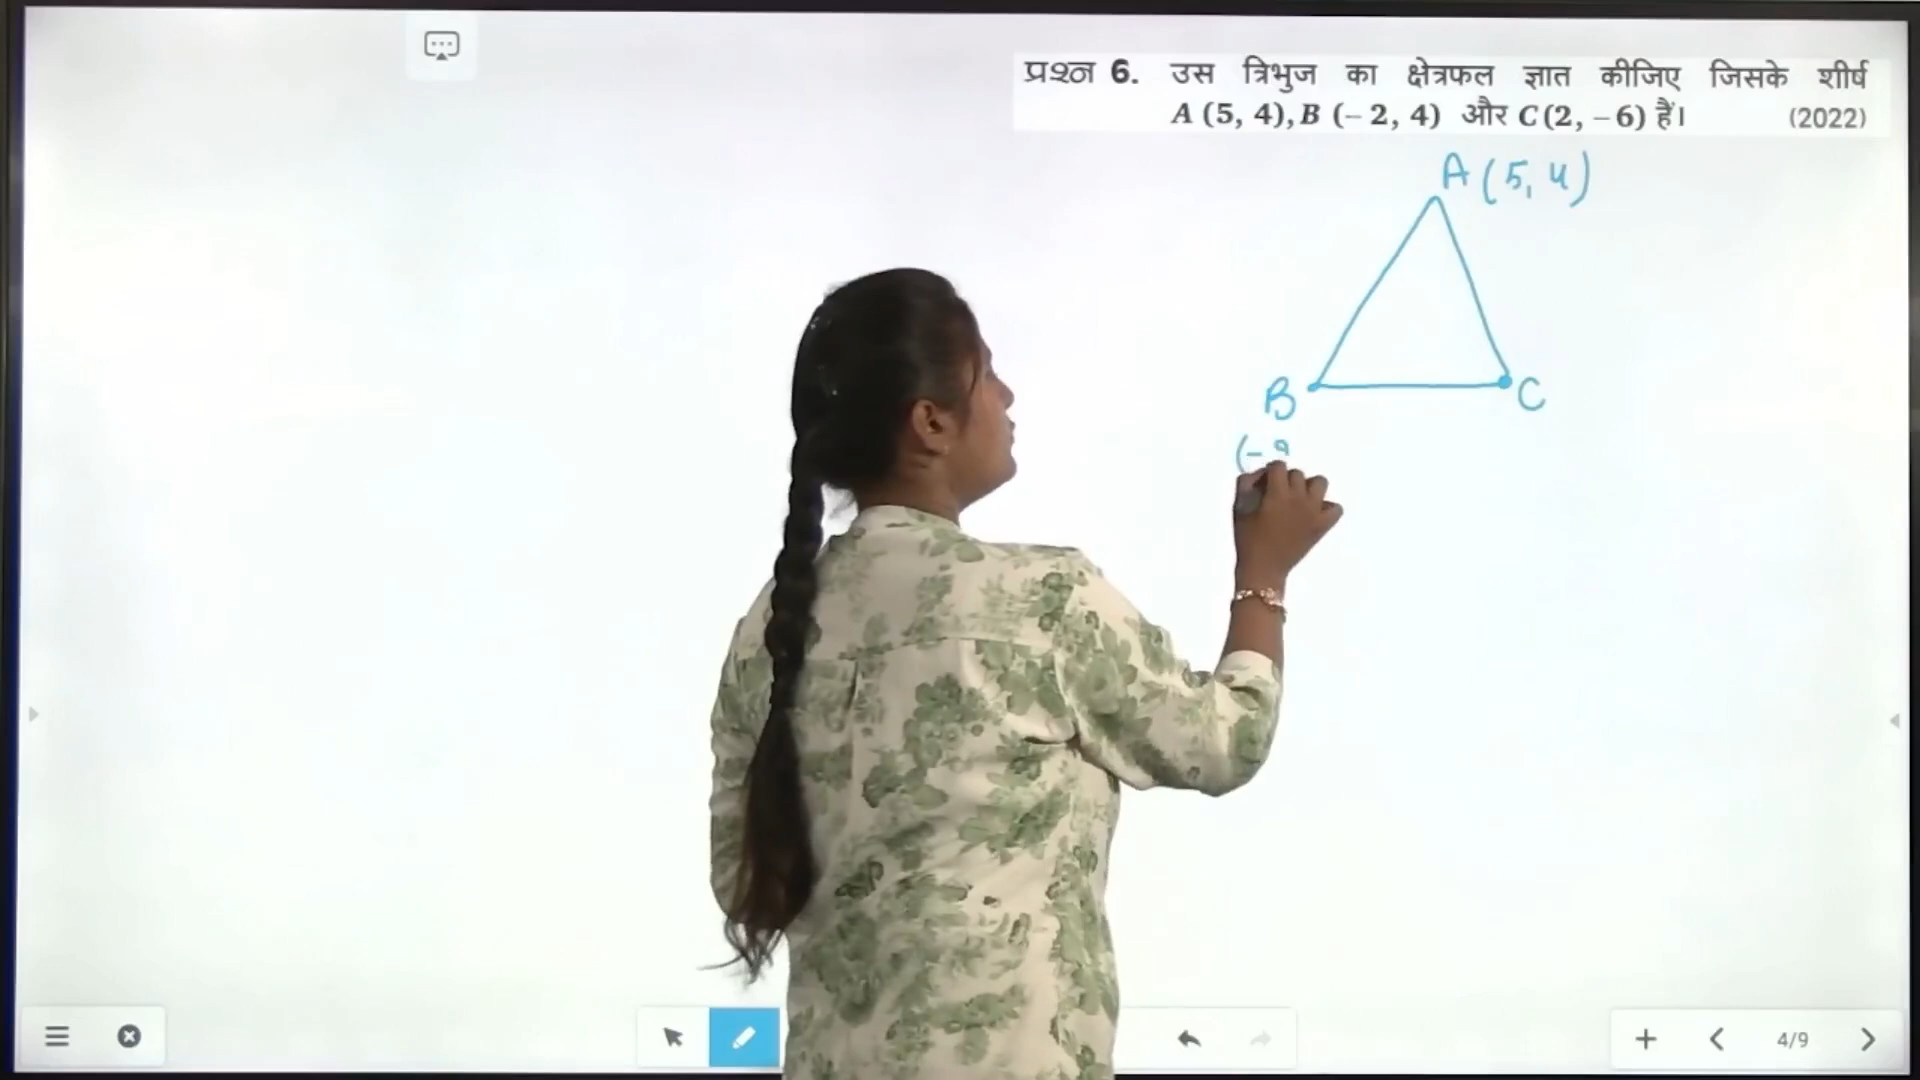 प्रश्न 6. उस त्रिभुज का क्षेत्रफल ज्ञात कीजिए जिसके शीर्ष
A (5, 4), B (– 2, 4) और C (2, – 6) हैं। (2022)
A (5, 4)
B
C
(-
4/9